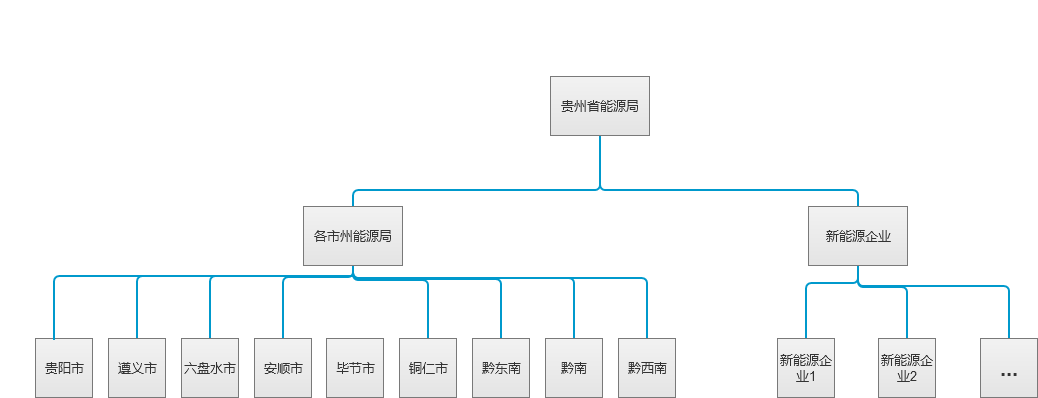 贵州省能源局
各市州能源局
新能源企业
贵阳市
遵义市
六盘水市
安顺市
毕节市
铜仁市
黔东南
黔南
黔西南
新能源企
业1
新能源企
业2
...